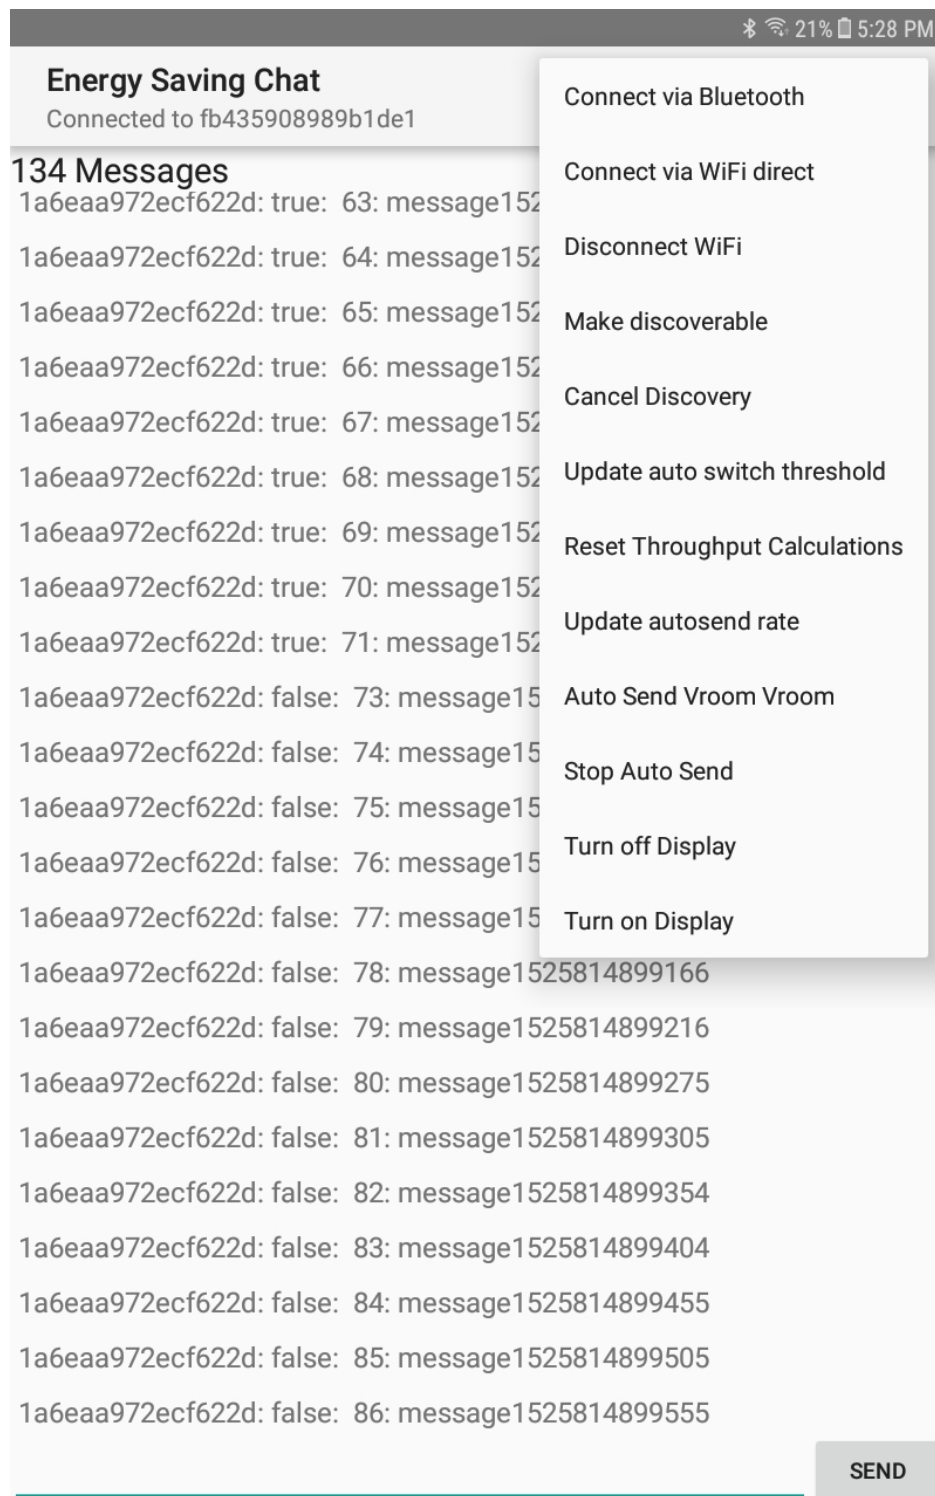 21% 5:28 PM
Energy Saving Chat
Connected to fb435908989b1de1
134 Messages
1a6eaa972ecf622d: true: 63: message152
1a6eaa972ecf622d: true: 64: message152
1a6eaa972ecf622d: true: 65: message152
1a6eaa972ecf622d: true: 66: message152
1a6eaa972ecf622d: true: 67: message152
1a6eaa972ecf622d: true: 68: message152
1a6eaa972ecf622d: true: 69: message152
1a6eaa972ecf622d: true: 70: message152
1a6eaa972ecf622d: true: 71: message152
1a6eaa972ecf622d: false: 73: message15
1a6eaa972ecf622d: false: 74: message15
1a6eaa972ecf622d: false: 75: message15
1a6eaa972ecf622d: false: 76: message15
1a6eaa972ecf622d: false: 77: message15
1a6eaa972ecf622d: false: 78: message1525814899166
1a6eaa972ecf622d: false: 79: message1525814899216
1a6eaa972ecf622d: false: 80: message1525814899275
1a6eaa972ecf622d: false: 81: message1525814899305
1a6eaa972ecf622d: false: 82: message1525814899354
1a6eaa972ecf622d: false: 83: message1525814899404
1a6eaa972ecf622d: false: 84: message1525814899455
1a6eaa972ecf622d: false: 85: message1525814899505
1a6eaa972ecf622d: false: 86: message1525814899555
SEND
Connect via Bluetooth
Connect via WiFi direct
Disconnect WiFi
Make discoverable
Cancel Discovery
Update auto switch threshold
Reset Throughput Calculations
Update autosend rate
Auto Send Vroom Vroom
Stop Auto Send
Turn off Display
Turn on Display